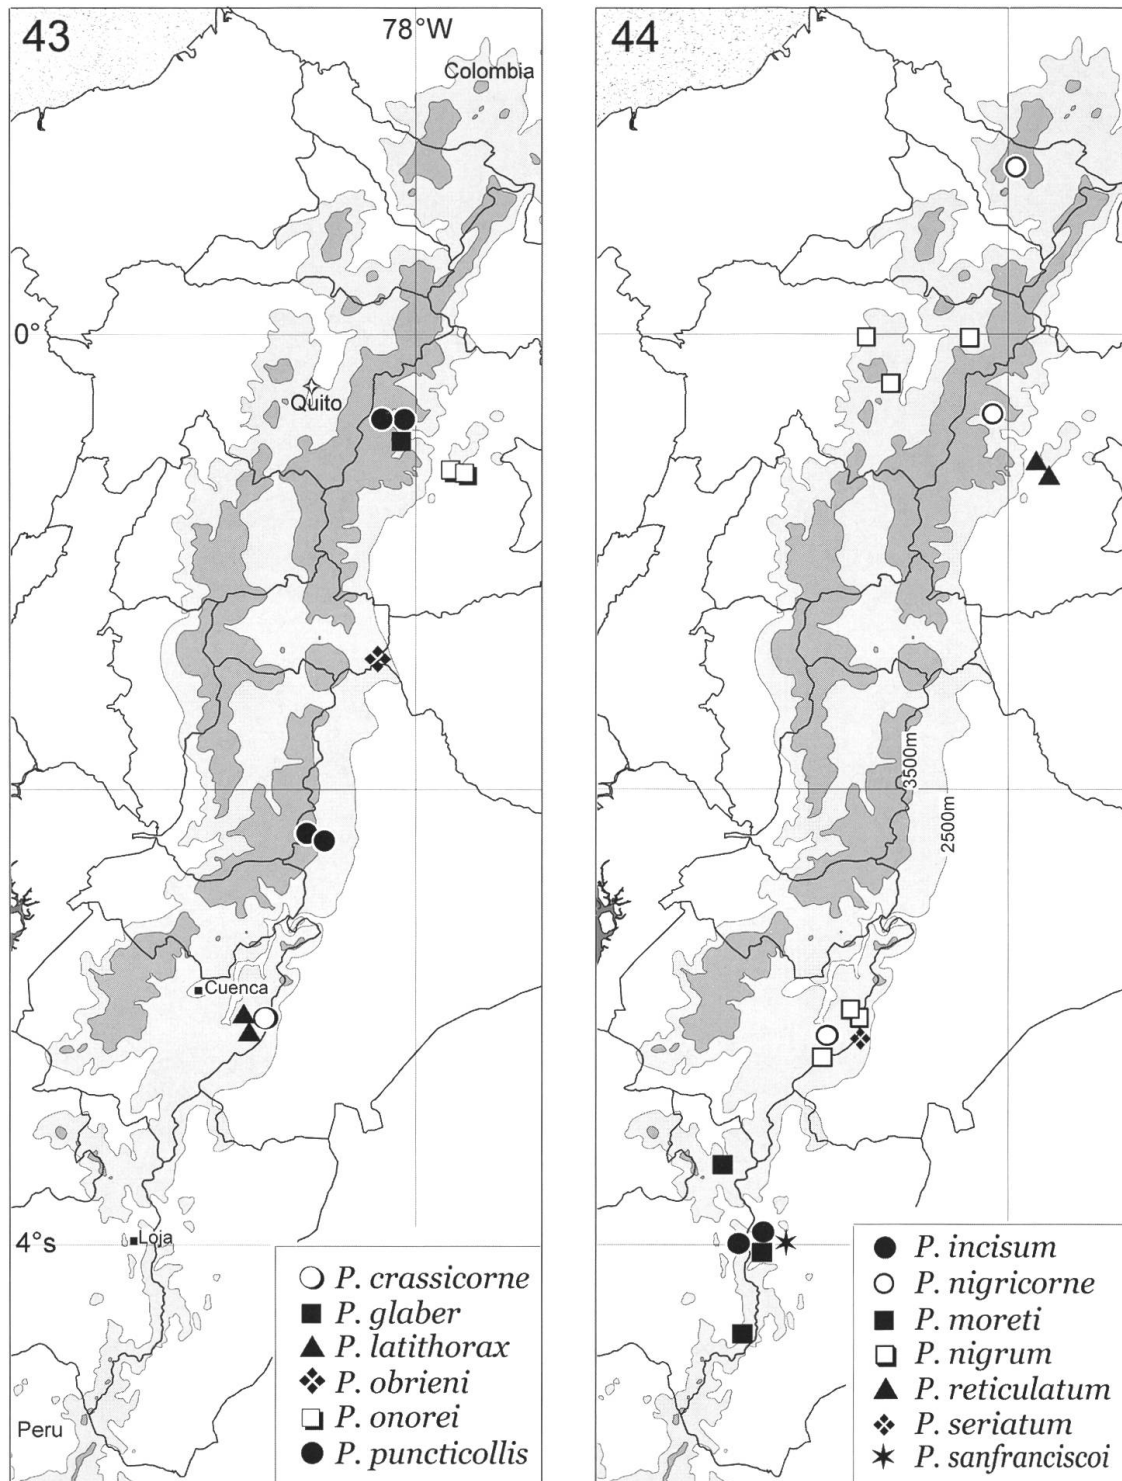 43
78°W
Colombia
0°
Quito
Cuenca
4°s
Loja
Peru
P. crassicorne
P. glaber
P. latithorax
P. obrieni
P. onorei
P. puncticollis
44
3500m
2500m
P. incisum
P. nigricorne
P. moreti
P. nigrum
P. reticulatum
P. seriatum
P. sanfranciscoi